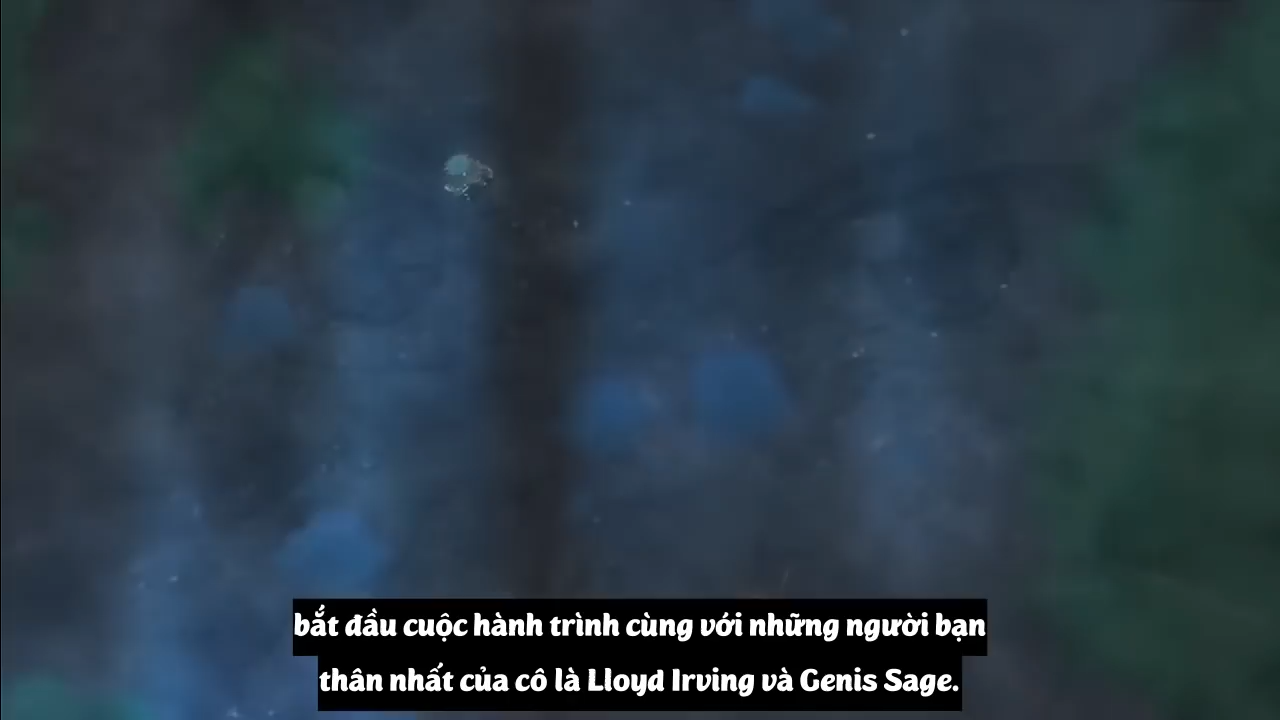 bắt đầu cuộc hành trình cùng với những người bạn
thân nhất của cô là Lloyd Irving và Genis Sage.